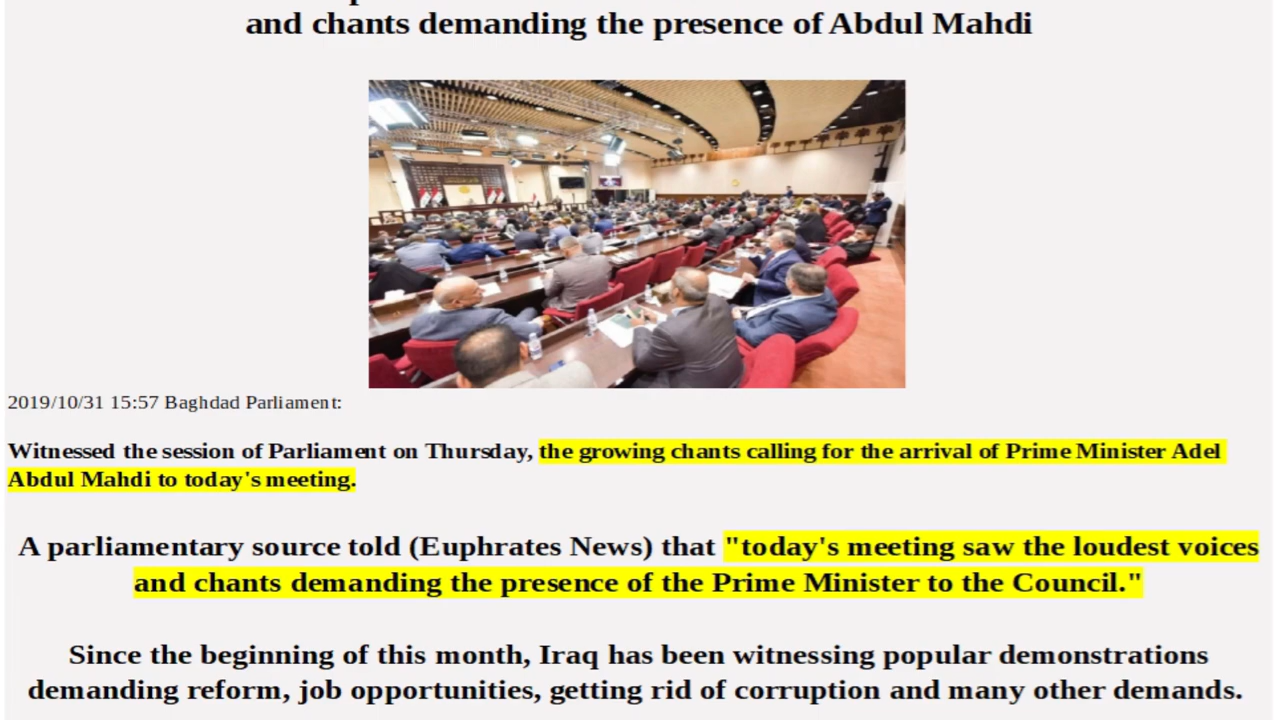 and chants demanding the presence of Abdul Mahdi
2019/10/31 15:57 Baghdad Parliament:
Witnessed the session of Parliament on Thursday, the growing chants calling for the arrival of Prime Minister Adel
Abdul Mahdi to today's meeting.
A parliamentary source told (Euphrates News) that "today's meeting saw the loudest voices
and chants demanding the presence of the Prime Minister to the Council."
Since the beginning of this month, Iraq has been witnessing popular demonstrations
demanding reform, job opportunities, getting rid of corruption and many other demands.